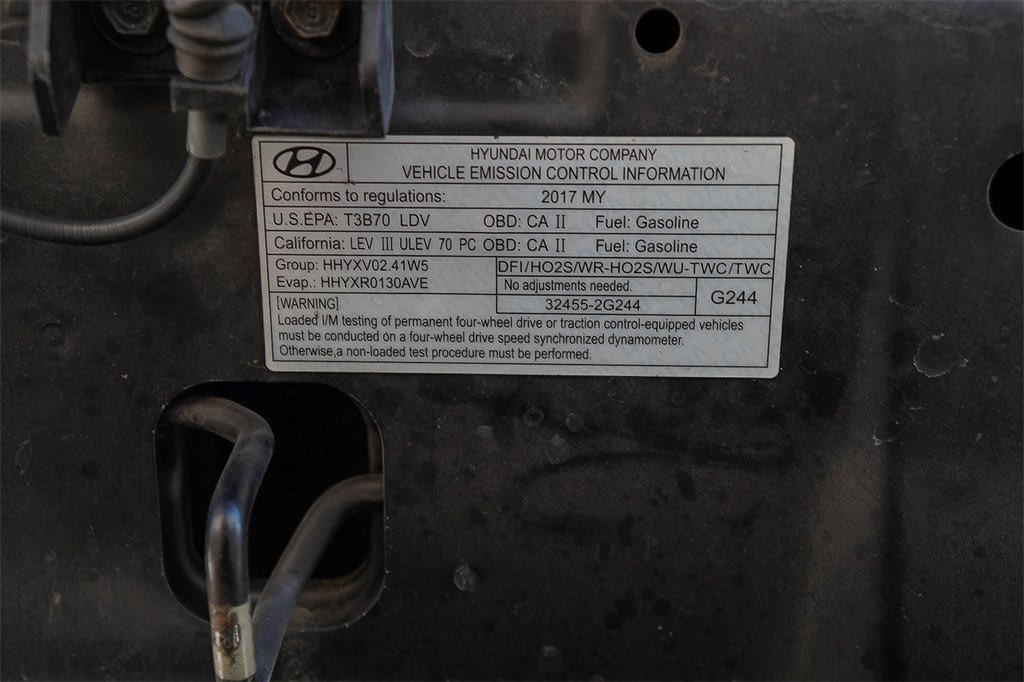 HYUNDAI MOTOR COMPANY
VEHICLE EMISSION CONTROL INFORMATION
Conforms to regulations: 2017 MY
U.S.EPA: T3B70 LDV OBD: CA II Fuel: Gasoline
California: LEV III ULEV 70 PC OBD: CA II Fuel: Gasoline
Group: HHYXV02.41W5
Evap.: HHYXR0130AVE
DFI/HO2S/WR-HO2S/WU-TWC/TWC
No adjustments needed.
32455-2G244
G244
[WARNING]
Loaded I/M testing of permanent four-wheel drive or traction control-equipped vehicles
must be conducted on a four-wheel drive speed synchronized dynamometer.
Otherwise,a non-loaded test procedure must be performed.